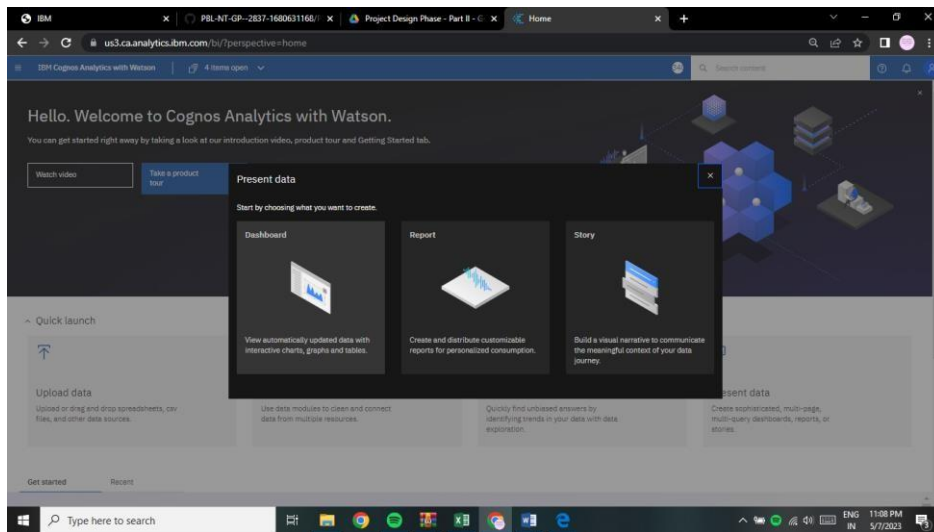 IBM
PBL-NT-GP--2837-1680631168/
Project Design Phase - Part II - G
Home
us3.ca.analytics.ibm.com/bi/?perspective=home
IBM Cognos Analytics with Watson
4 items open
Search content
Hello. Welcome to Cognos Analytics with Watson.
You can get started right away by taking a look at our introduction video, product tour and Getting Started tab.
Watch video
Take a product
tour
Present data
Start by choosing what you want to create.
Dashboard
Report
Story
View automatically updated data with
interactive charts, graphs and tables.
Create and distribute customizable
reports for personalized consumption.
Build a visual narrative to communicate
the meaningful context of your data
journey.
Quick launch
Upload data
Upload or drag and drop spreadsheets, csv
files, and other data sources.
Use data modules to clean and connect
data from multiple resources.
Quickly find unbiased answers by
identifying trends in your data with data
exploration.
esent data
Create sophisticated, multi-page,
multi-query dashboards, reports, or
stories.
Get started
Recent
Type here to search
ENG
IN
11:08 PM
5/7/2023